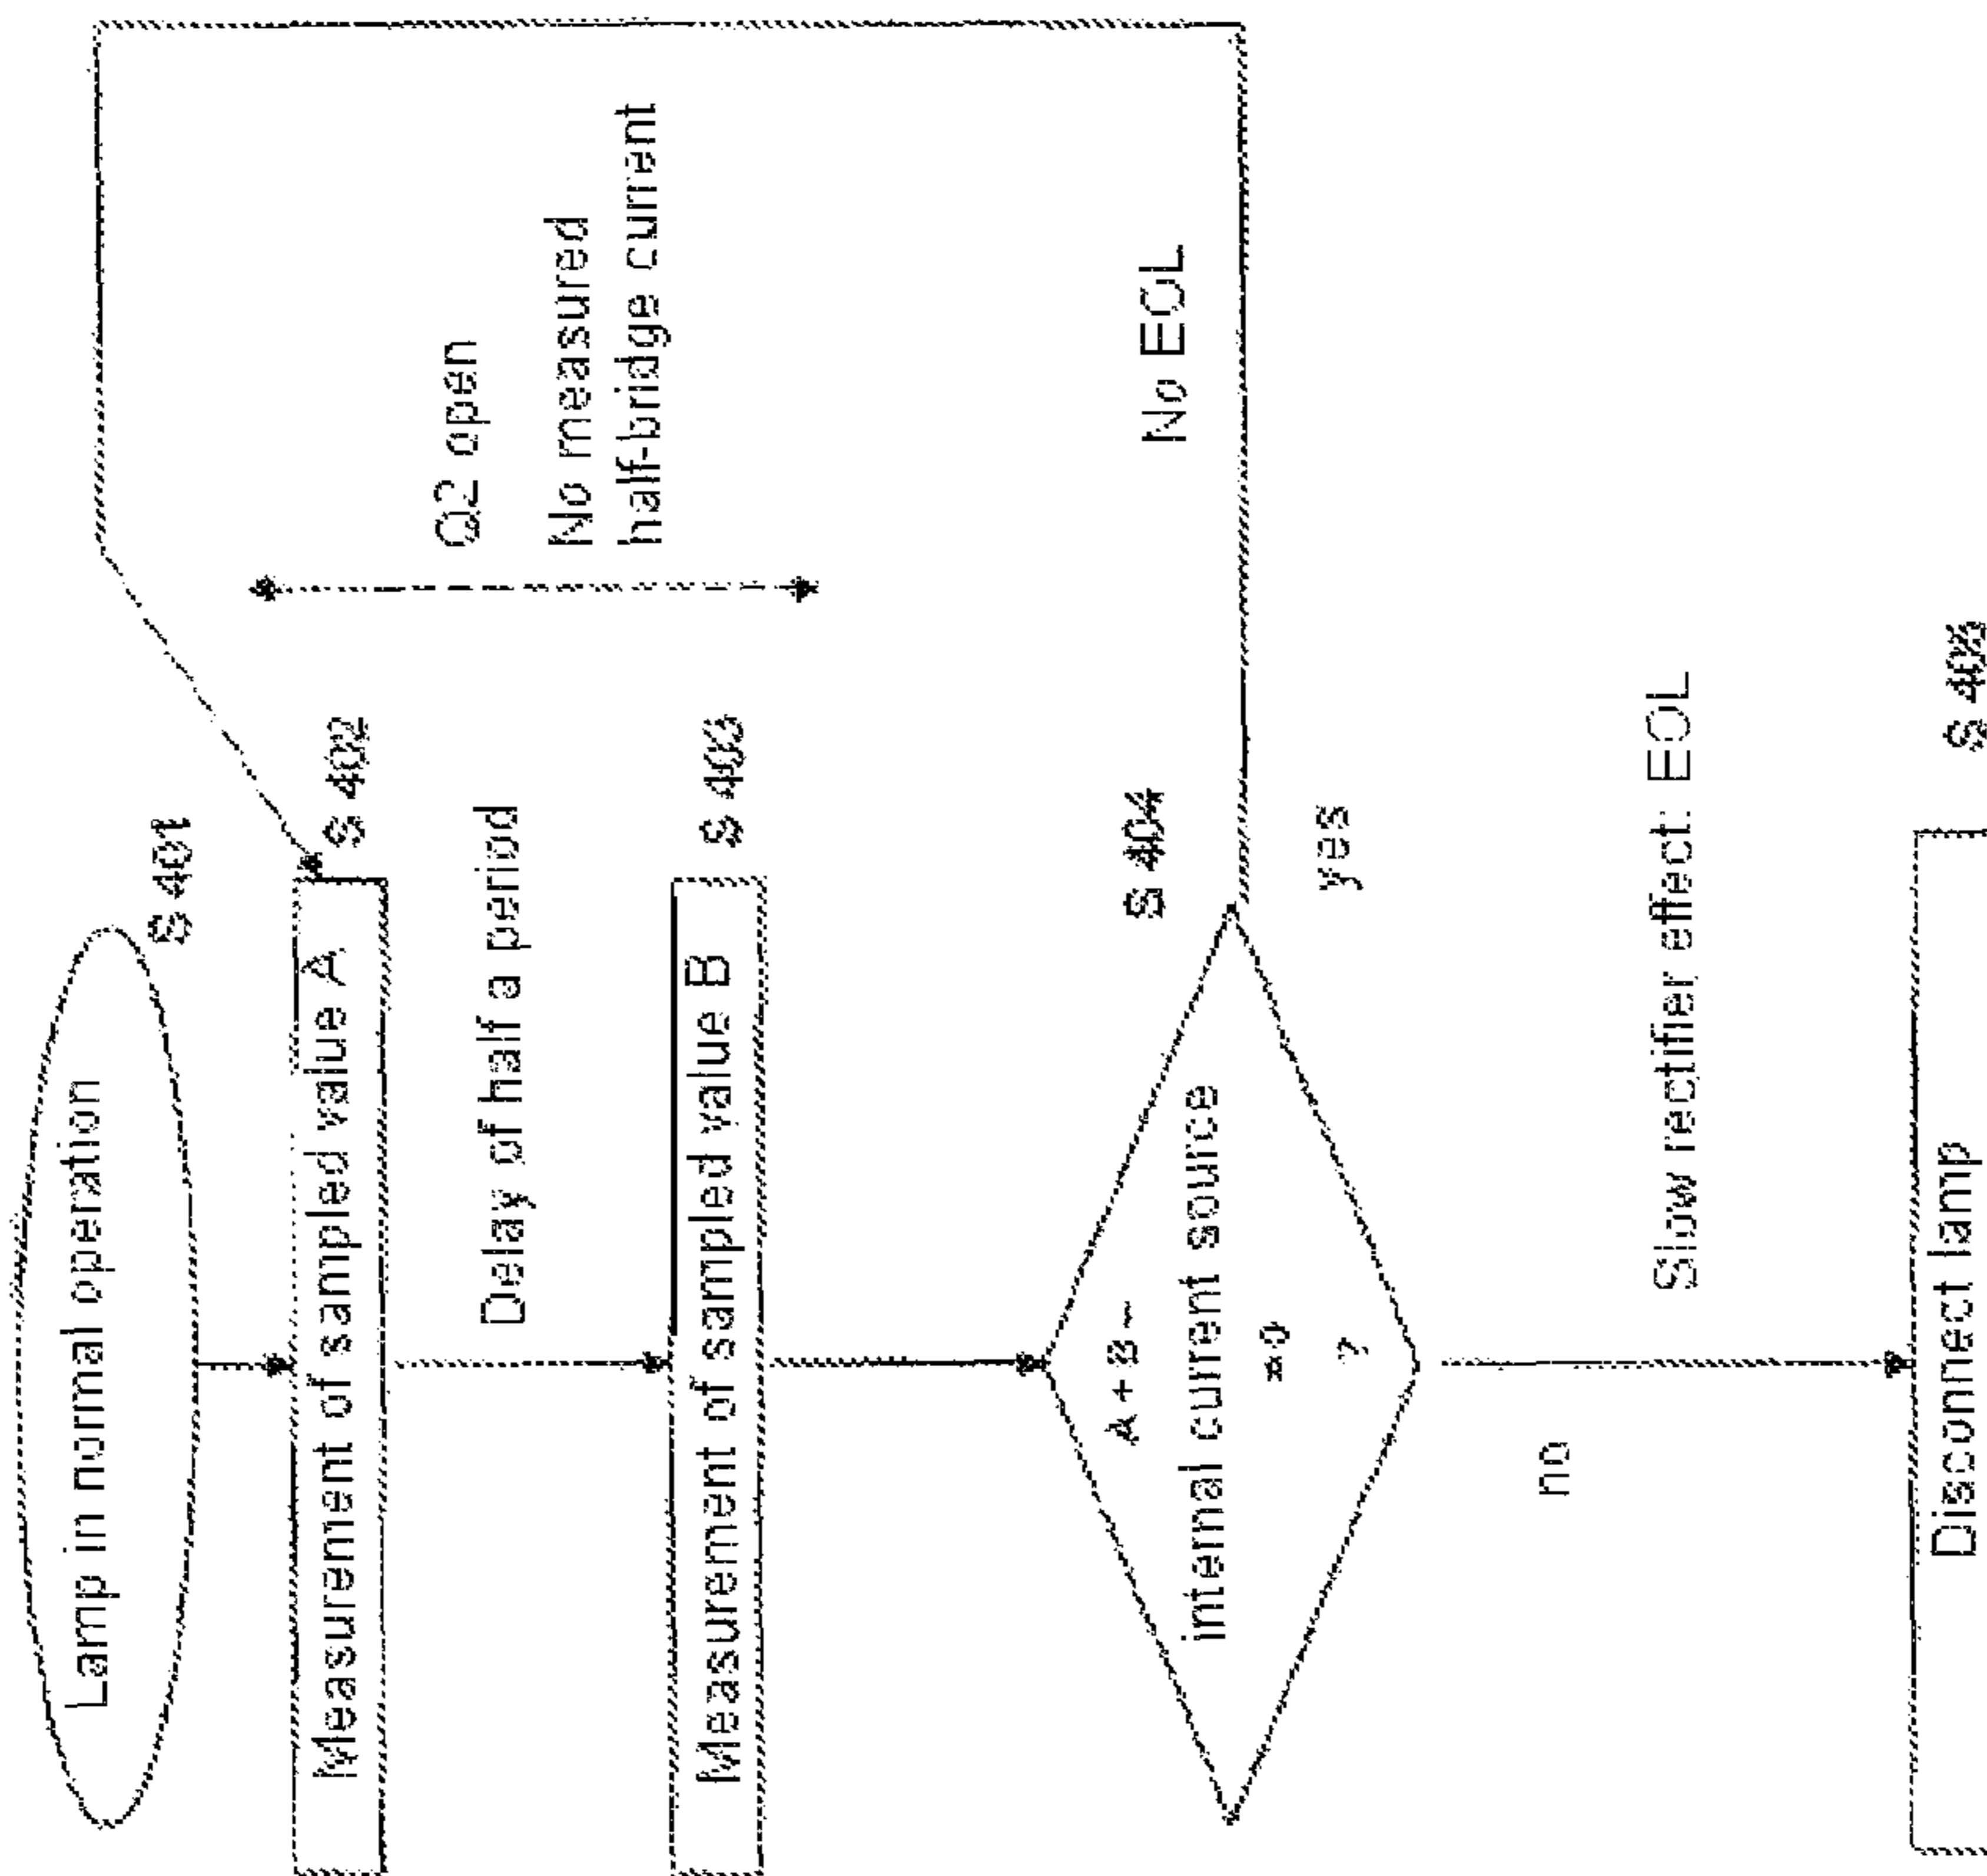 Lamp in normal operation
S 401
Measurement of sampled value A
S 402
Delay of half a period
Q2 open
No measured
half-bridge current
Measurement of sampled value B
S 403
A + B –
internal current source
=0
?
S 404
No EOL
yes
no
Slow rectifier effect: EOL
Disconnect lamp